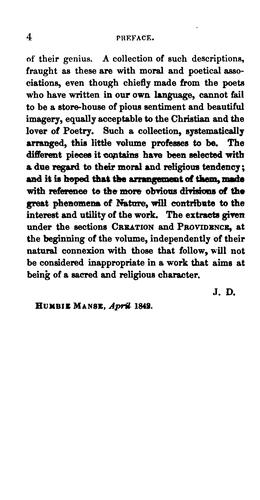 4 PREFACE.
of their genius. A collection of such descriptions,
fraught as these are with moral and poetical asso-
ciations, even though chiefly made from the poets
who have written in our own language, cannot fail
to be a store-house of pious sentiment and beautiful
imagery, equally acceptable to the Christian and the
lover of Poetry. Such a collection, systematically
arranged, this little volume professes to be. The
different pieces it contains have been selected with
a due regard to their moral and religious tendency;
and it is hoped that the arrangement of them, made
with reference to the more obvious divisions of the
great phenomena of Nature, will contribute to the
interest and utility of the work. The extracts given
under the sections CREATION and PROVIDENCE, at
the beginning of the volume, independently of their
natural connexion with those that follow, will not
be considered inappropriate in a work that aims at
being of a sacred and religious character.
J. D.
HUMBIE MANSE, April 1842.